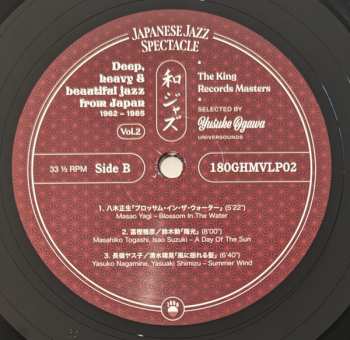 JAPANESE JAZZ
SPECTACLE
Deep,
heavy &
beautiful jazz
from Japan
1962 – 1985
Vol.2
和ジャズ
The King
Records Masters
SELECTED BY
Yusuke Ogawa
UNIVERSOUNDS
33 ⅓ RPM Side B
180GHMVLP02
1. 八木正生「ブロッサム・イン・ザ・ウォーター」 (5'22")
Masao Yagi – Blossom In The Water
2. 富樫雅彦／鈴木勲「陽光」 (8'00")
Masahiko Togashi, Isao Suzuki – A Day Of The Sun
3. 長嶺ヤス子／清水靖晃「風に揺れる髪」 (6'40")
Yasuko Nagamine, Yasuaki Shimizu – Summer Wind